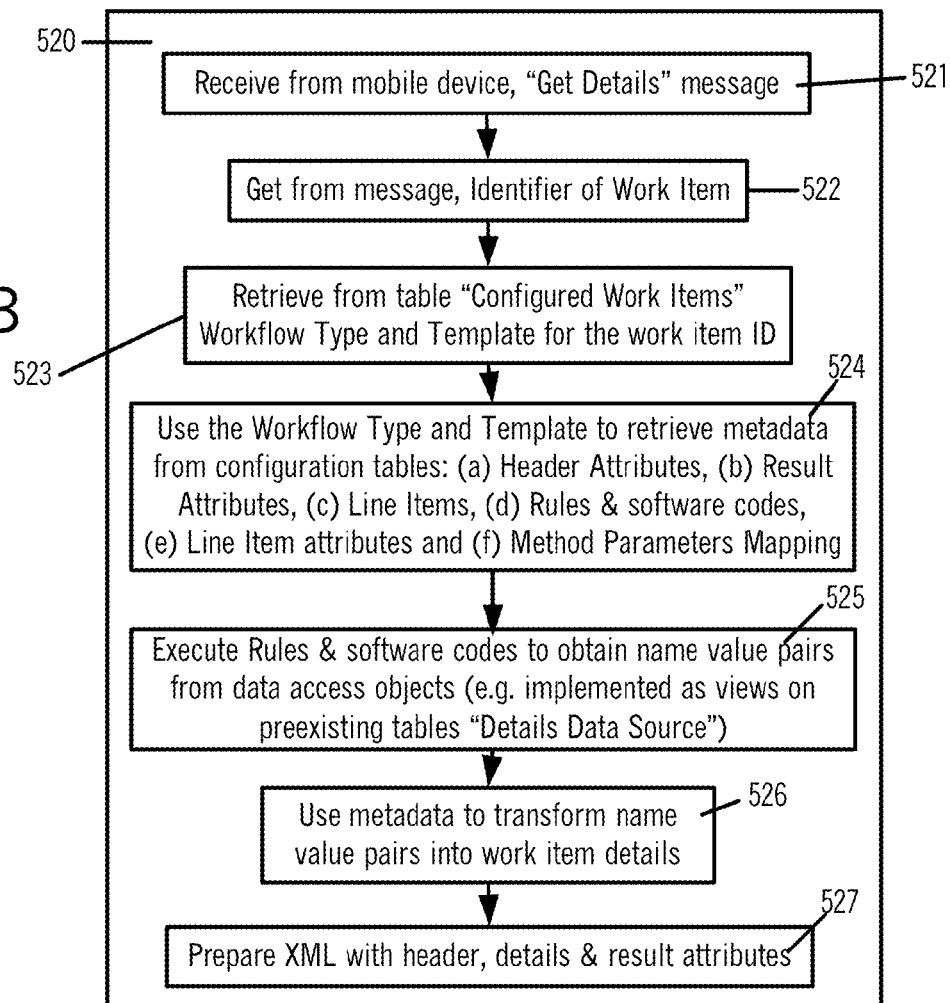 520
Receive from mobile device, “Get Details” message
521
Get from message, Identifier of Work Item
522
B
Retrieve from table “Configured Work Items”
Workflow Type and Template for the work item ID
523
524
Use the Workflow Type and Template to retrieve metadata
from configuration tables: (a) Header Attributes, (b) Result
Attributes, (c) Line Items, (d) Rules & software codes,
(e) Line Item attributes and (f) Method Parameters Mapping
525
Execute Rules & software codes to obtain name value pairs
from data access objects (e.g. implemented as views on
preexisting tables “Details Data Source”)
526
Use metadata to transform name
value pairs into work item details
527
Prepare XML with header, details & result attributes